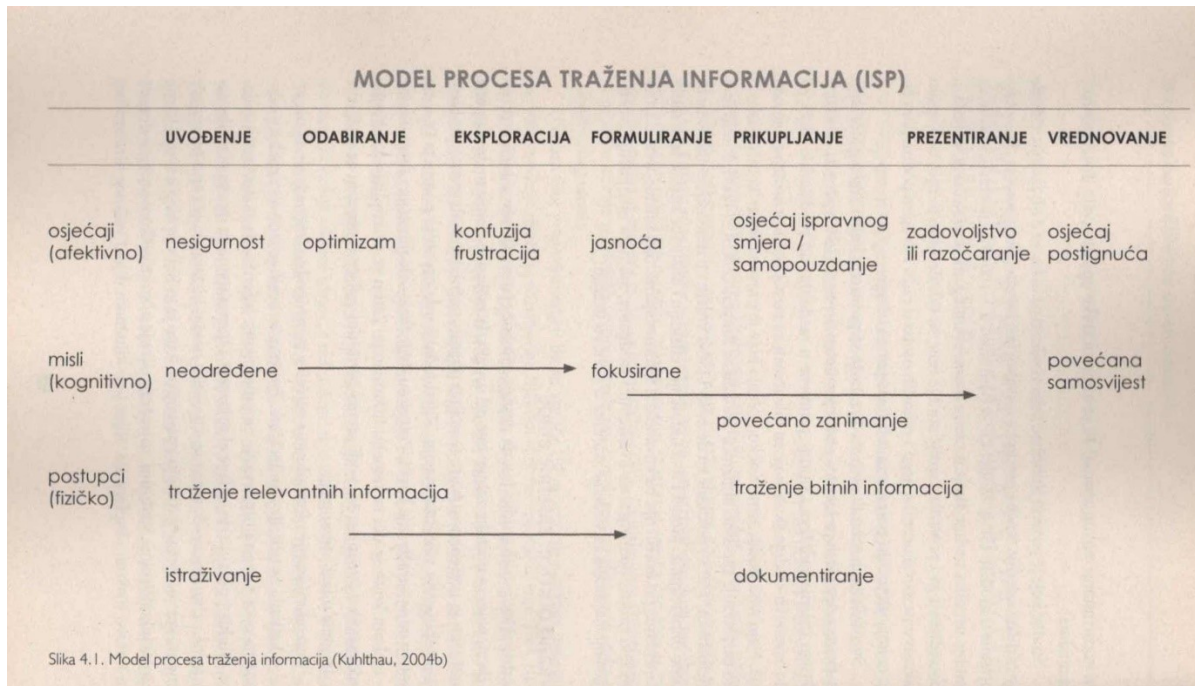 MODEL PROCESA TRAŽENJA INFORMACIJA (ISP)
UVOĐENJE ODABIRANJE EKSPLORACIJA FORMULIRANJE PRIKUPLJANJE PREZENTIRANJE VREDNOVANJE
osjećaji
(afektivno)
nesigurnost
optimizam
konfuzija
frustracija
jasnoća
osjećaj ispravnog
smjera /
samopouzdanje
zadovoljstvo
ili razočaranje
osjećaj
postignuća
misli
(kognitivno)
neodređene
fokusirane
povećano zanimanje
povećana
samosvijest
postupci
(fizičko)
traženje relevantnih informacija
traženje bitnih informacija
istraživanje
dokumentiranje
Slika 4.1. Model procesa traženja informacija (Kuhlthau, 2004b)